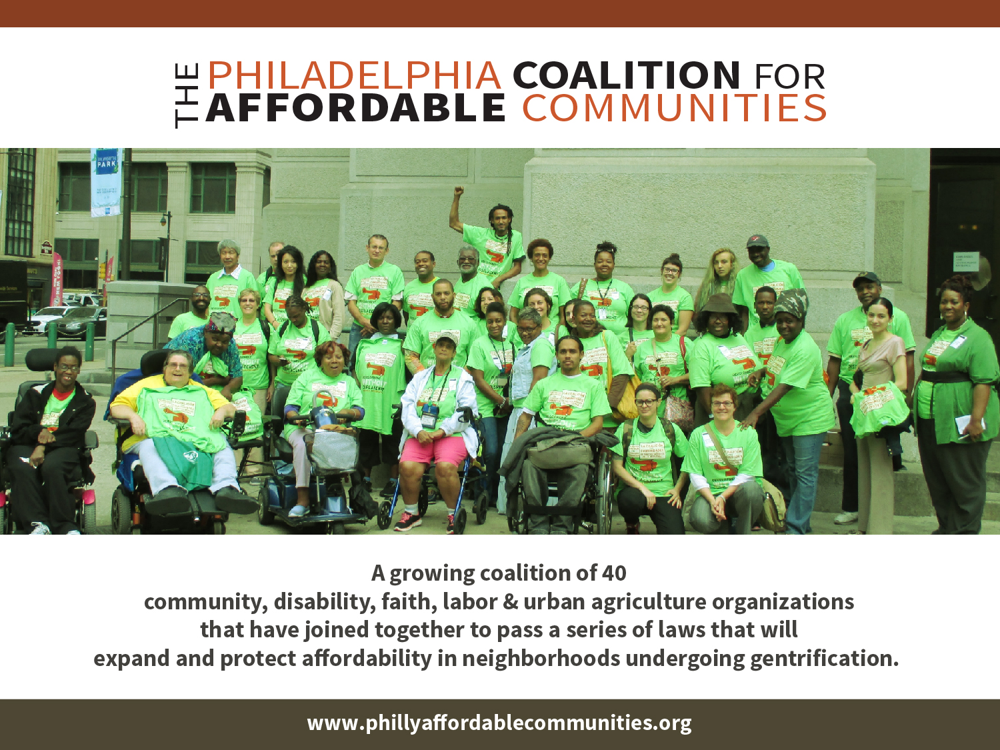 THE PHILADELPHIA COALITION FOR
AFFORDABLE COMMUNITIES
PARK
A growing coalition of 40
community, disability, faith, labor & urban agriculture organizations
that have joined together to pass a series of laws that will
expand and protect affordability in neighborhoods undergoing gentrification.
www.phillyaffordablecommunities.org